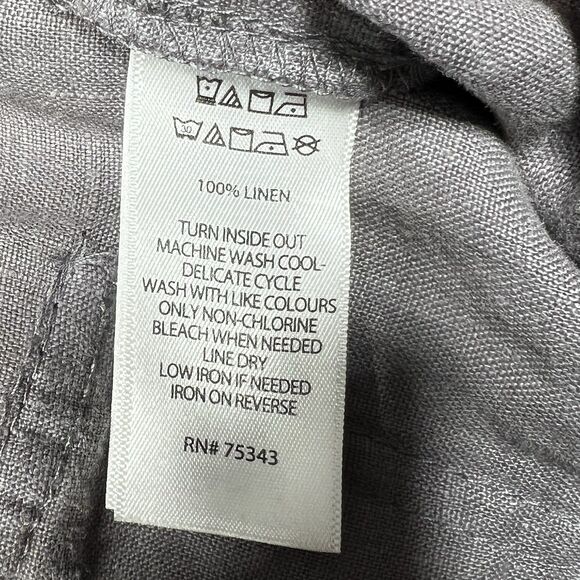 30
100% LINEN
TURN INSIDE OUT
MACHINE WASH COOL-
DELICATE CYCLE
WASH WITH LIKE COLOURS
ONLY NON-CHLORINE
BLEACH WHEN NEEDED
LINE DRY
LOW IRON IF NEEDED
IRON ON REVERSE
RN# 75343